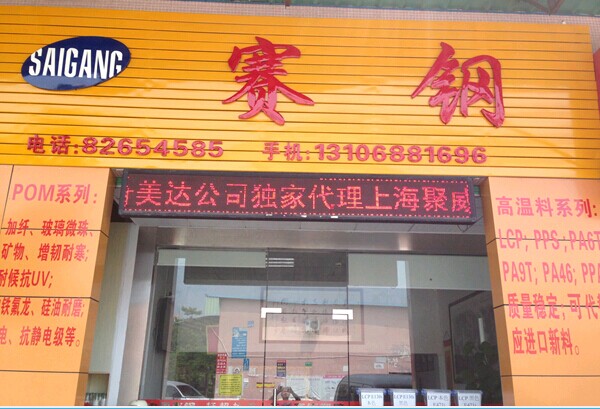 SAIGANG
赛钢
电话:82654585 手机:13106881696
美达公司独家代理上海聚威
POM系列:
加纤、玻璃微珠、
矿物、增韧耐寒;
耐候抗UV;
铁氟龙、硅油耐磨,
电、抗静电级等。
高温料系列:
LCP, PPS, PA6T
PA9T, PA46, PPA
质量稳定,可代
应进口新料。